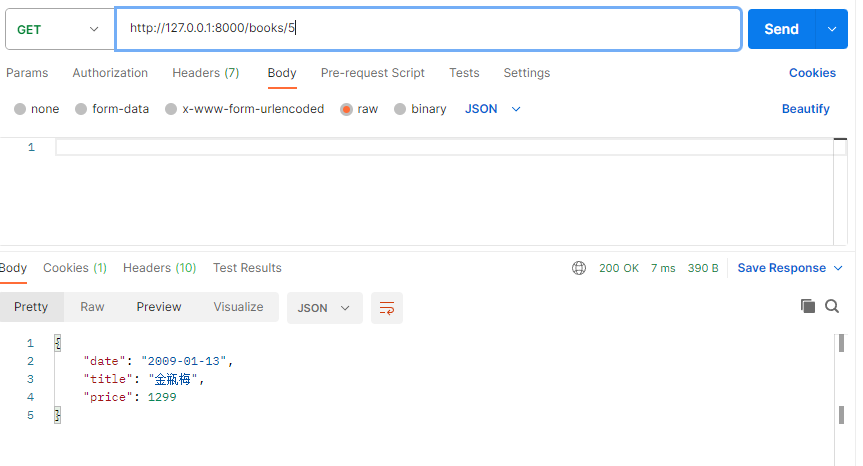 GET http://127.0.0.1:8000/books/5 Send
Params Authorization Headers (7) Body Pre-request Script Tests Settings Cookies
none form-data x-www-form-urlencoded raw binary JSON Beautify
1
Body Cookies (1) Headers (10) Test Results 200 OK 7 ms 390 B Save Response
Pretty Raw Preview Visualize JSON
1 {
2 "date": "2009-01-13",
3 "title": "金瓶梅",
4 "price": 1299
5 }